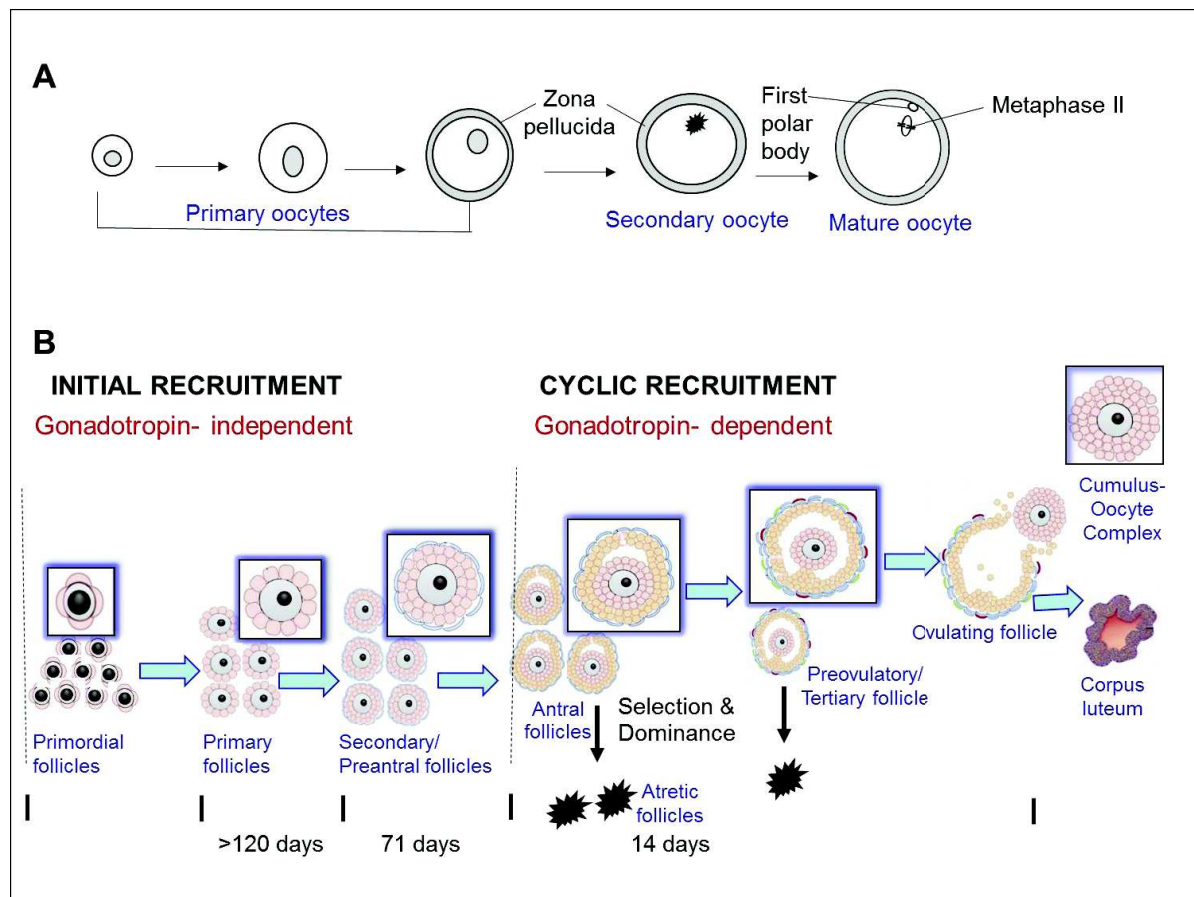 A
Zona
pellucida
First
polar
body
Metaphase II
Primary oocytes
Secondary oocyte
Mature oocyte
B
INITIAL RECRUITMENT
Gonadotropin- independent
CYCLIC RECRUITMENT
Gonadotropin- dependent
Cumulus-
Oocyte
Complex
Primordial
follicles
Primary
follicles
Secondary/
Preantral follicles
Antral
follicles
Selection &
Dominance
Preovulatory/
Tertiary follicle
Ovulating follicle
Corpus
luteum
Atretic
follicles
>120 days
71 days
14 days